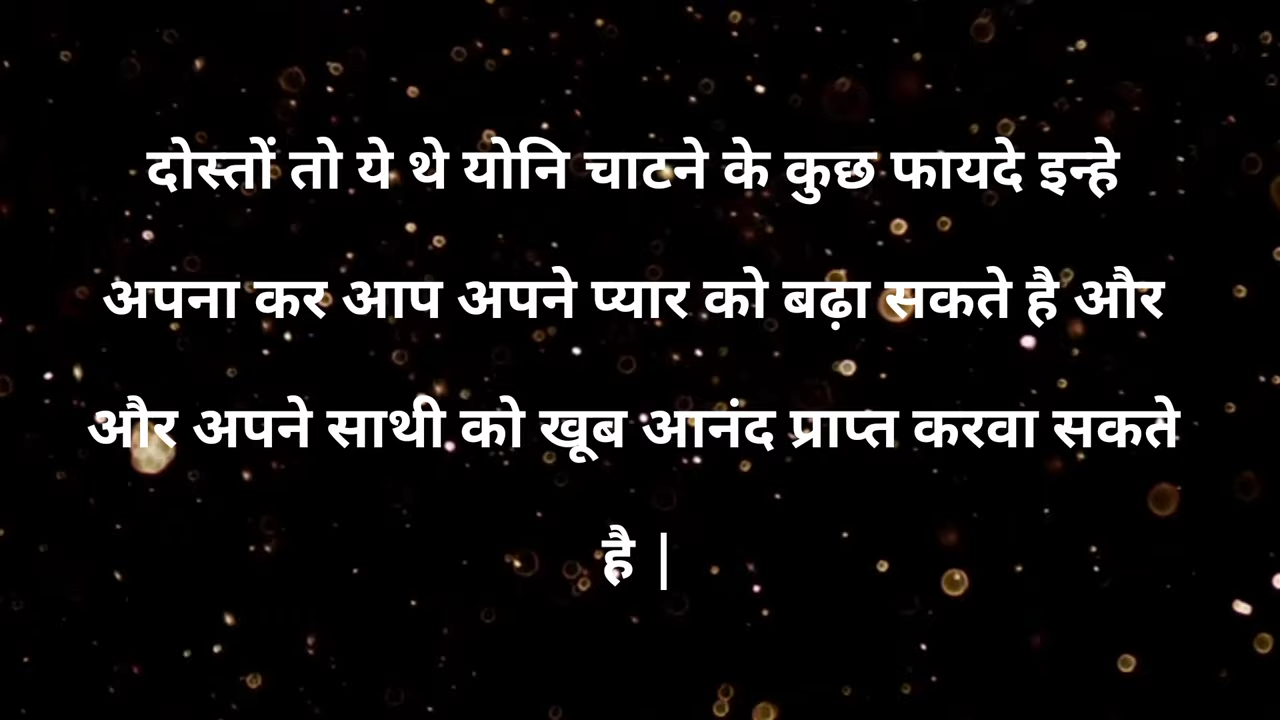 दोस्तों तो ये थे योनि चाटने के कुछ फायदे इन्हे
अपना कर आप अपने प्यार को बढ़ा सकते है और
और अपने साथी को खूब आनंद प्राप्त करवा सकते
है |